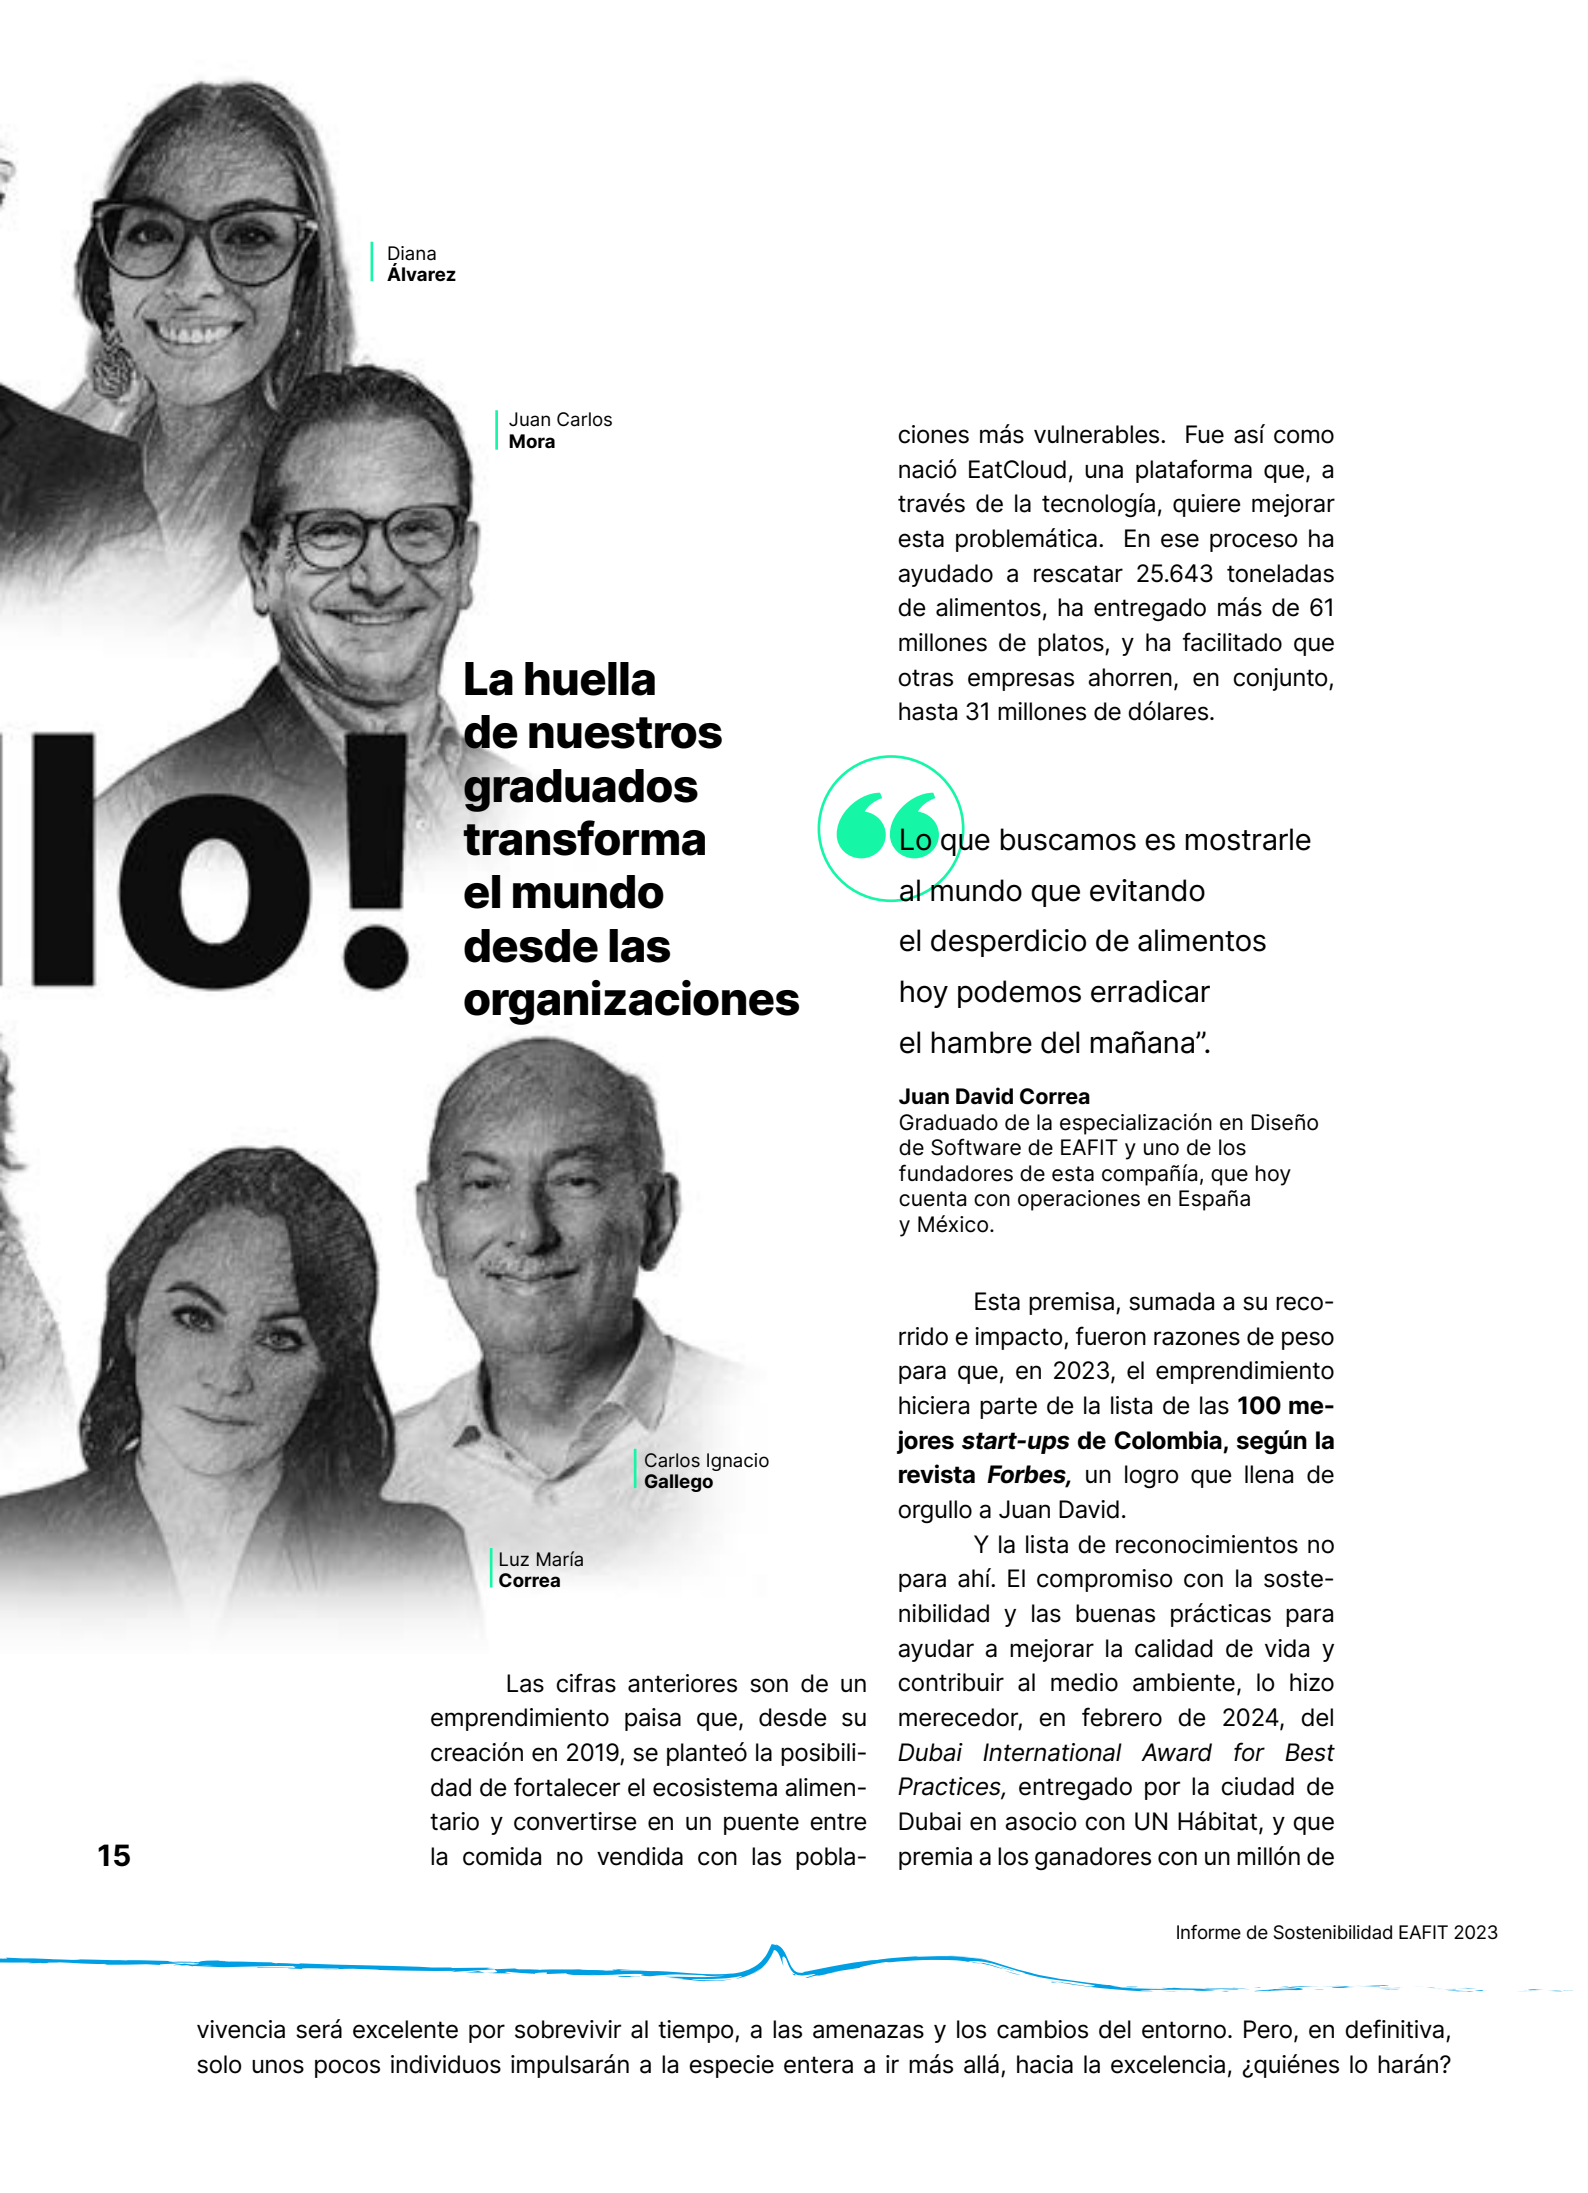 Diana
Álvarez
Juan Carlos
Mora
llo!
La huella
de nuestros
graduados
transforma
el mundo
desde las
organizaciones
Carlos Ignacio
Gallego
Luz María
Correa
Las cifras anteriores son de un
emprendimiento paisa que, desde su
creación en 2019, se planteó la posibili-
dad de fortalecer el ecosistema alimen-
tario y convertirse en un puente entre
la comida no vendida con las pobla-
ciones más vulnerables. Fue así como
nació EatCloud, una plataforma que, a
través de la tecnología, quiere mejorar
esta problemática. En ese proceso ha
ayudado a rescatar 25.643 toneladas
de alimentos, ha entregado más de 61
millones de platos, y ha facilitado que
otras empresas ahorren, en conjunto,
hasta 31 millones de dólares.
“Lo que buscamos es mostrarle
al mundo que evitando
el desperdicio de alimentos
hoy podemos erradicar
el hambre del mañana”.
Juan David Correa
Graduado de la especialización en Diseño
de Software de EAFIT y uno de los
fundadores de esta compañía, que hoy
cuenta con operaciones en España
y México.
Esta premisa, sumada a su reco-
rrido e impacto, fueron razones de peso
para que, en 2023, el emprendimiento
hiciera parte de la lista de las 100 me-
jores start-ups de Colombia, según la
revista Forbes, un logro que llena de
orgullo a Juan David.
Y la lista de reconocimientos no
para ahí. El compromiso con la soste-
nibilidad y las buenas prácticas para
ayudar a mejorar la calidad de vida y
contribuir al medio ambiente, lo hizo
merecedor, en febrero de 2024, del
Dubai International Award for Best
Practices, entregado por la ciudad de
Dubai en asocio con UN Hábitat, y que
premia a los ganadores con un millón de
15
Informe de Sostenibilidad EAFIT 2023
vivencia será excelente por sobrevivir al tiempo, a las amenazas y los cambios del entorno. Pero, en definitiva,
solo unos pocos individuos impulsarán a la especie entera a ir más allá, hacia la excelencia, ¿quiénes lo harán?